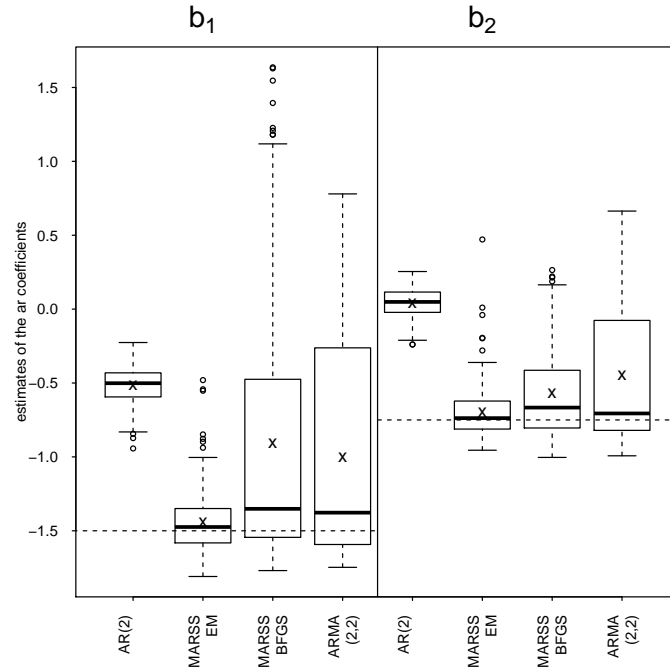 b1 b2
estimates of the ar coefficients
1.5
1.0
0.5
0.0
−0.5
−1.0
−1.5
x x x x x x x x
AR(2)
MARSS
EM
MARSS
BFGS
ARMA
(2,2)
AR(2)
MARSS
EM
MARSS
BFGS
ARMA
(2,2)